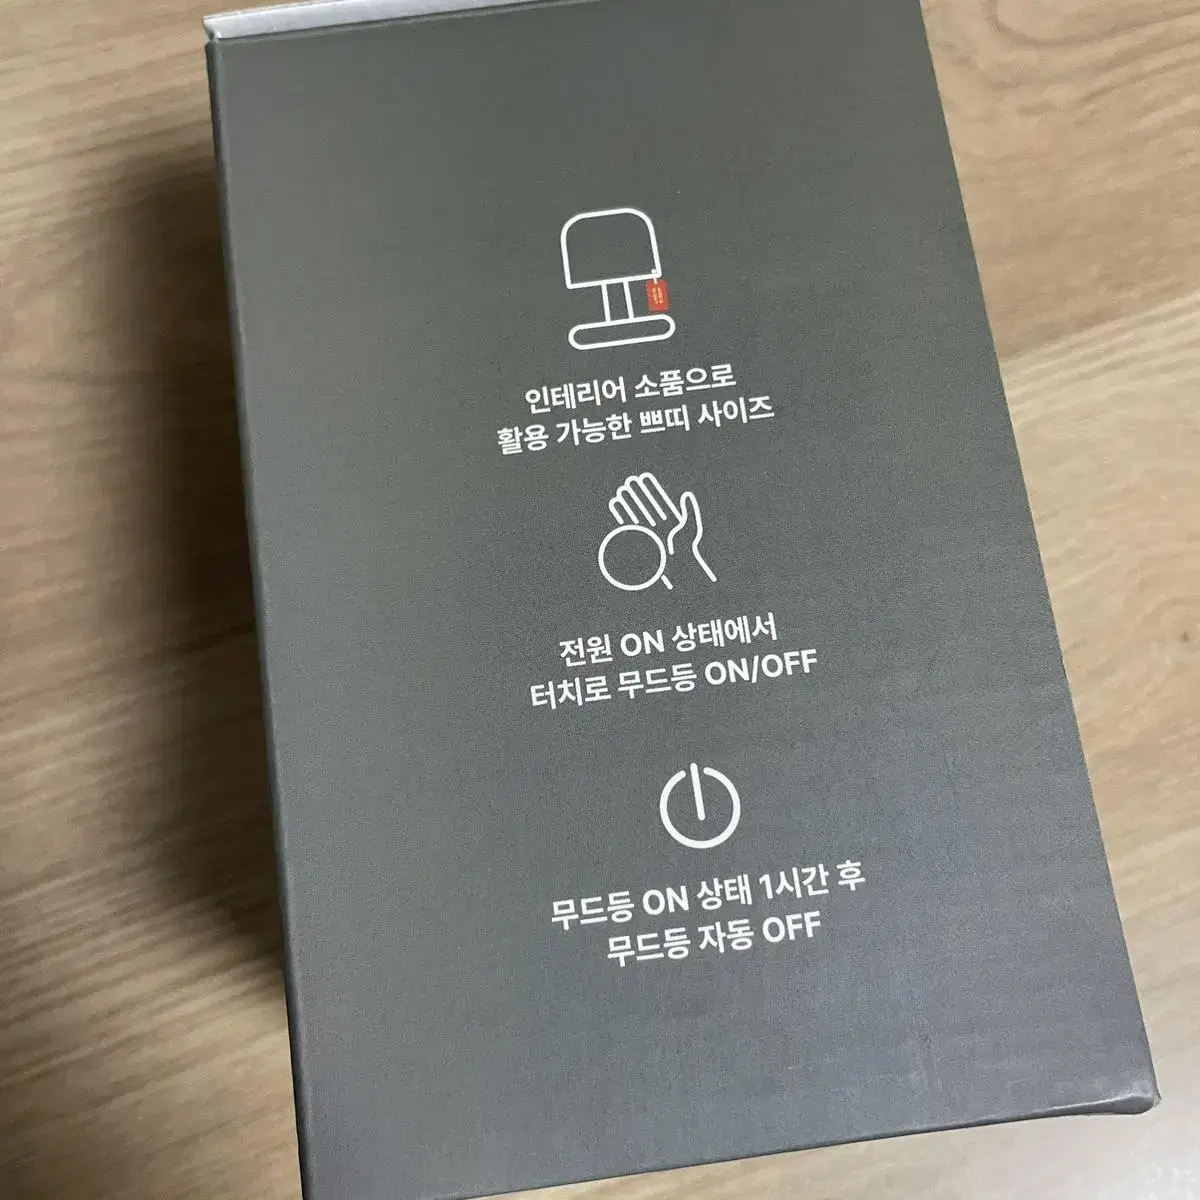 인테리어 소품으로
활용 가능한 쁘띠 사이즈
전원 ON 상태에서
터치로 무드등 ON/OFF
무드등 ON 상태 1시간 후
무드등 자동 OFF